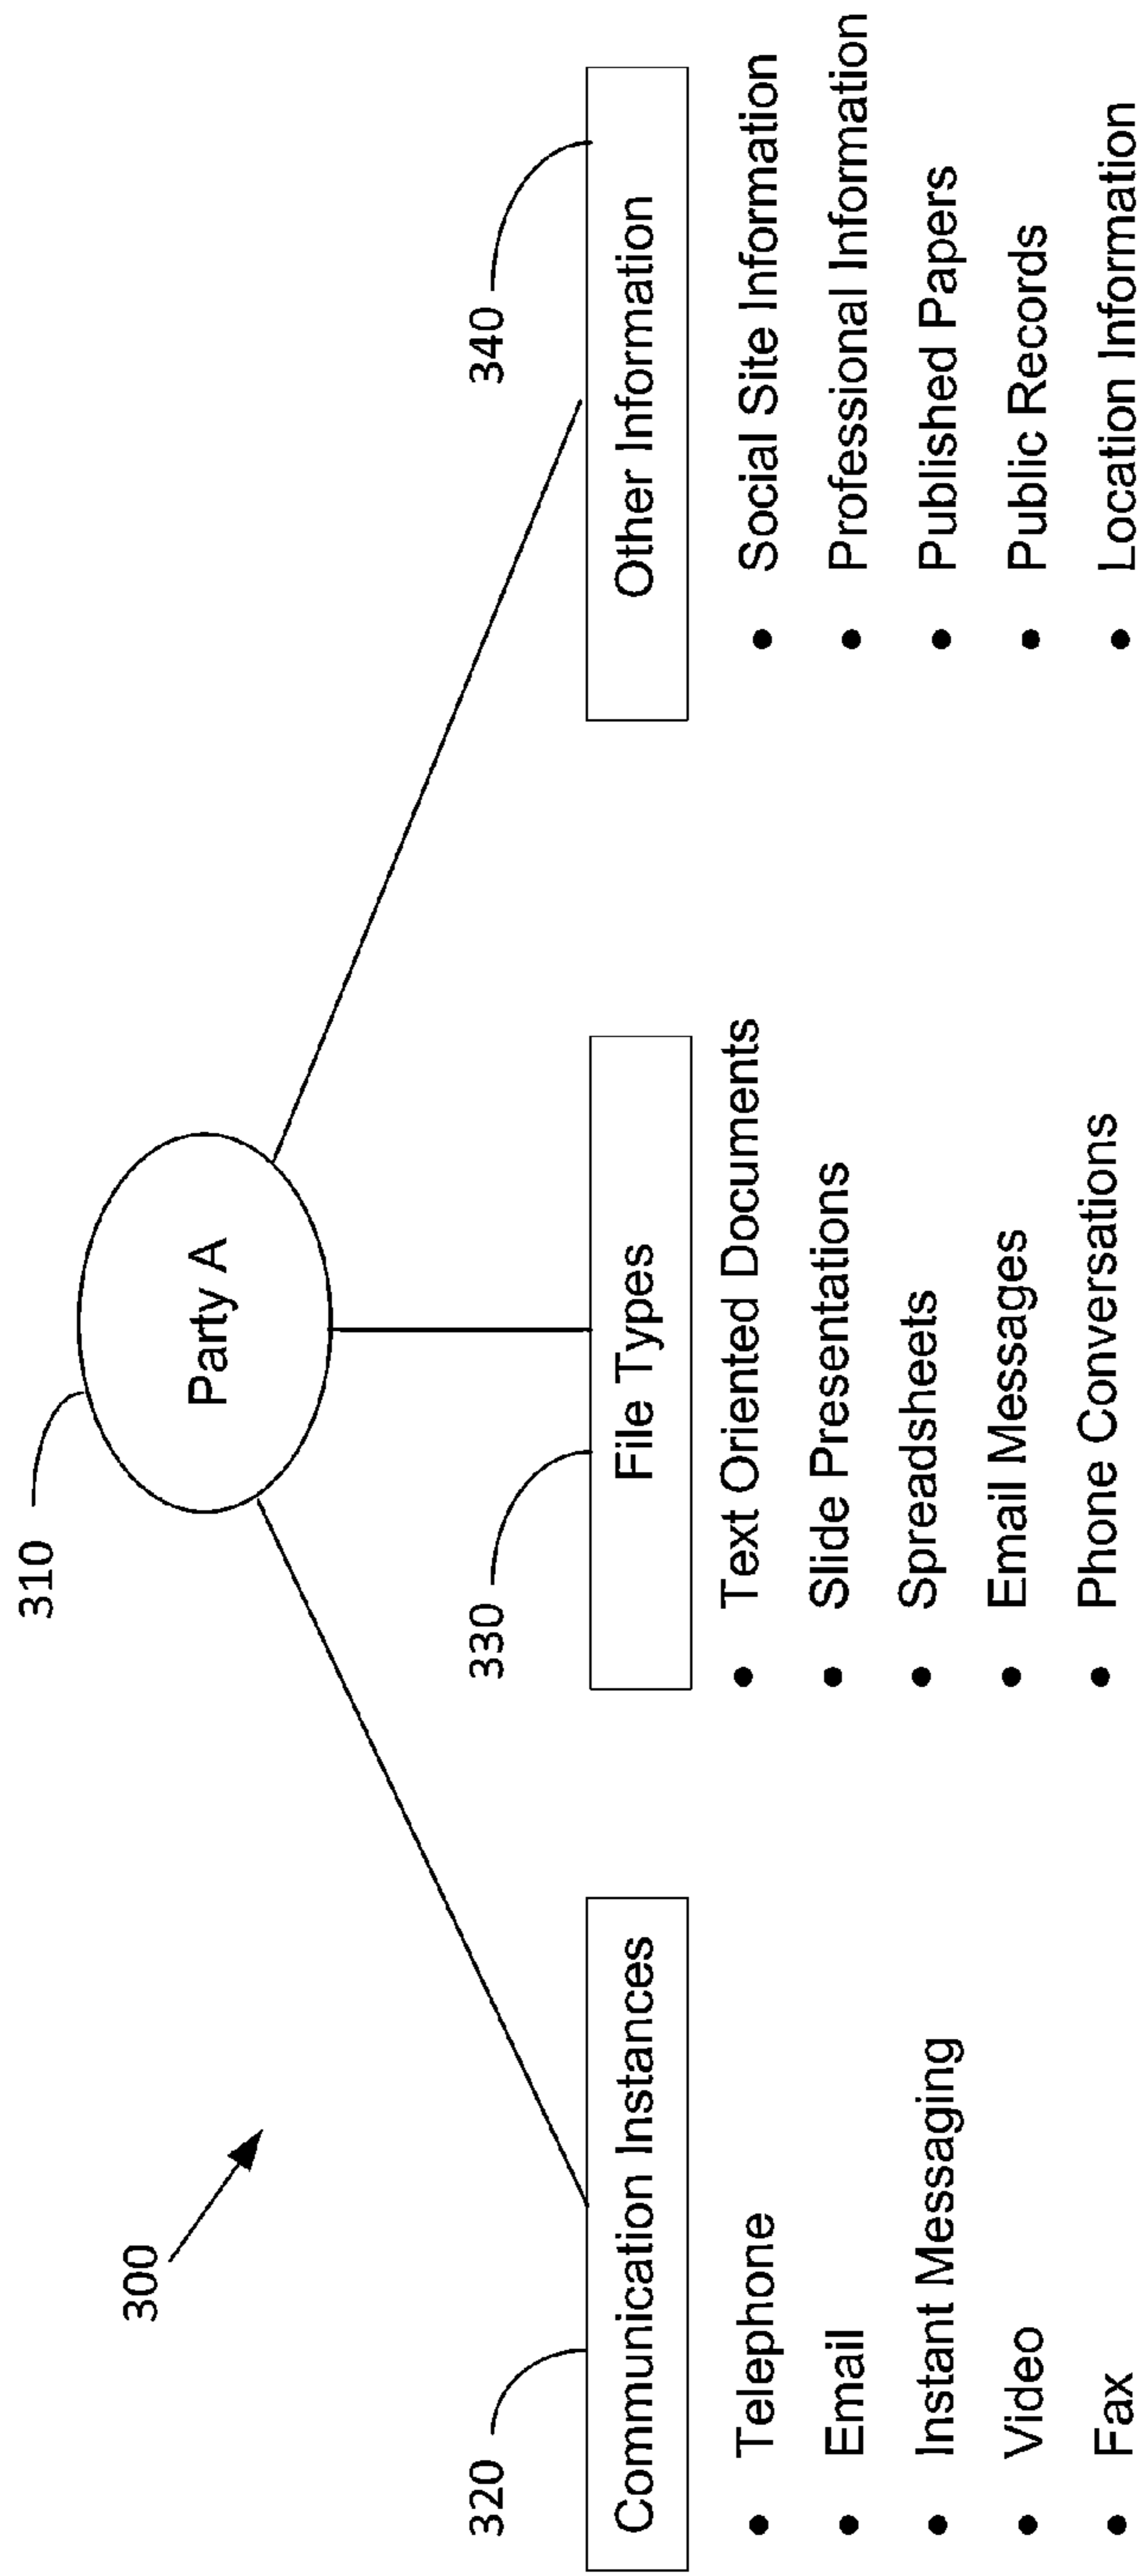 300
310
Party A
320
Communication Instances
• Telephone
• Email
• Instant Messaging
• Video
• Fax
330
File Types
• Text Oriented Documents
• Slide Presentations
• Spreadsheets
• Email Messages
• Phone Conversations
340
Other Information
• Social Site Information
• Professional Information
• Published Papers
• Public Records
• Location Information